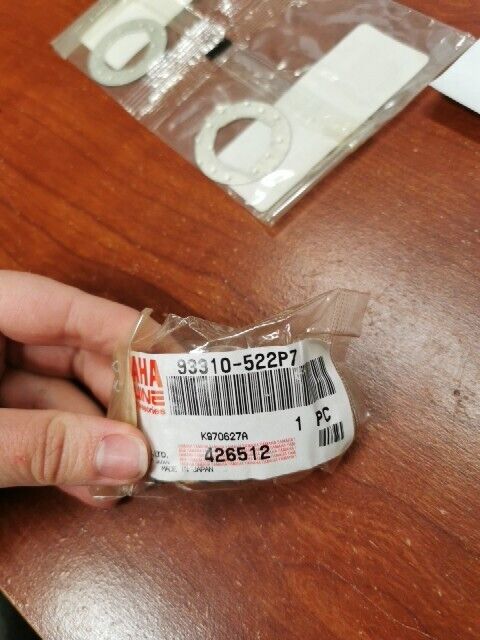 93310-522P7
K970627A
1 PC
426512
MADE IN JAPAN